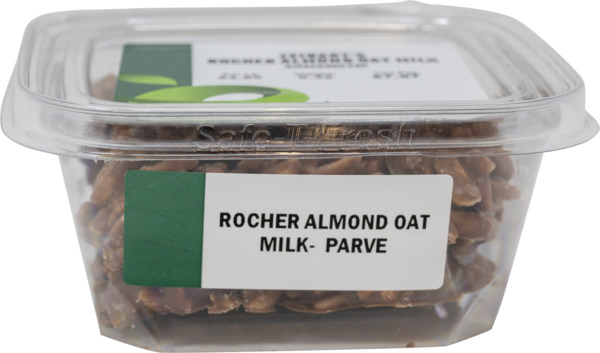 ROCHER ALMOND OAT MILK
Safe-T-Fresh
ROCHER ALMOND OAT
MILK- PARVE